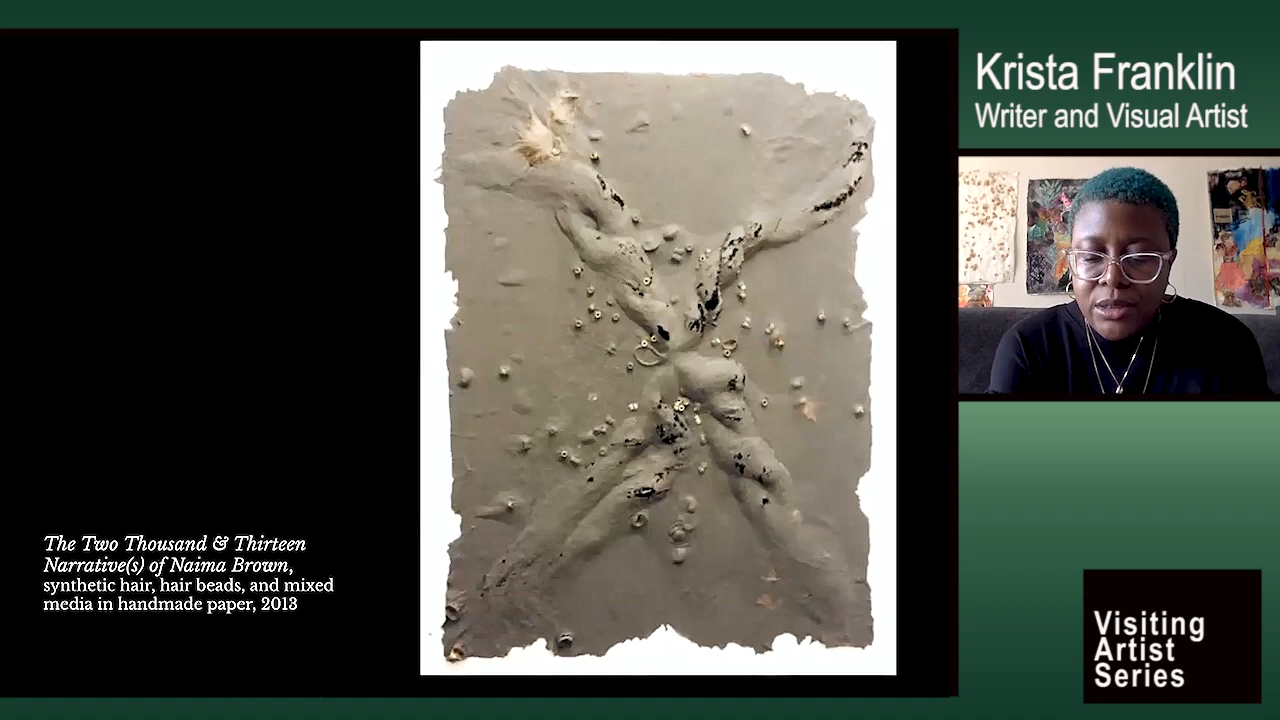 Krista Franklin
Writer and Visual Artist
The Two Thousand & Thirteen
Narrative(s) of Naima Brown,
synthetic hair, hair beads, and mixed
media in handmade paper, 2013
Visiting
Artist
Series